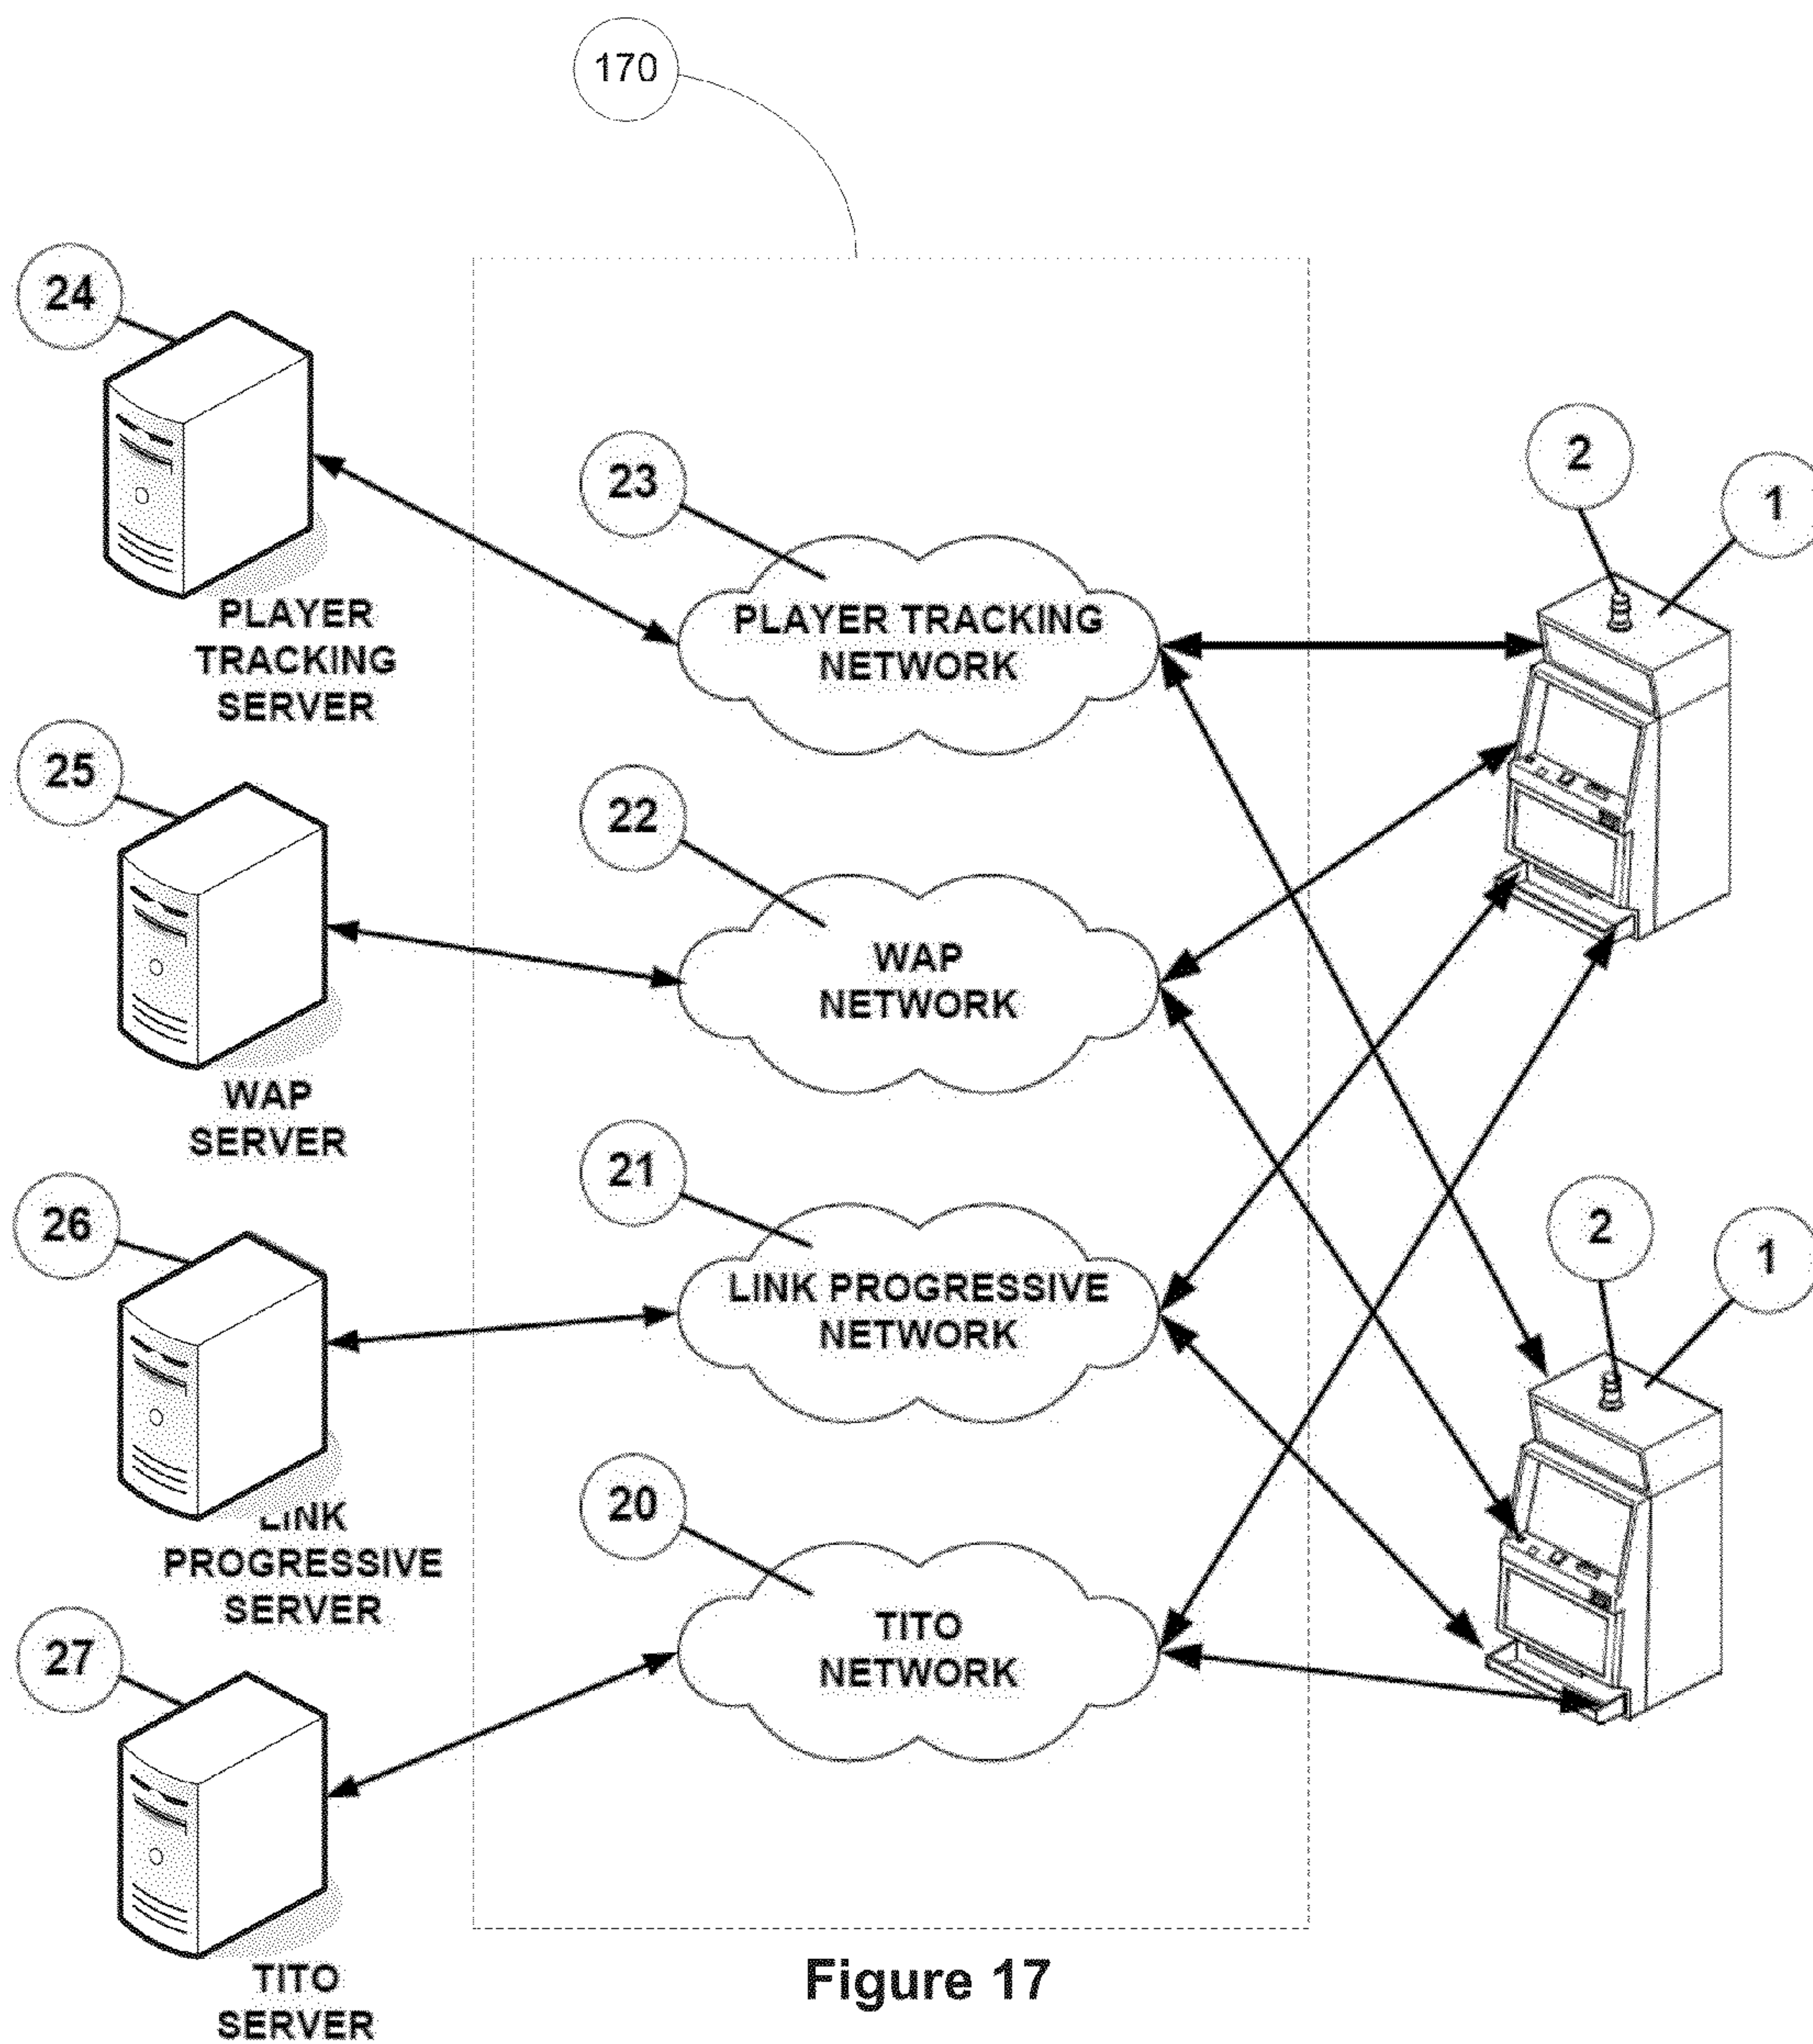 170
24
PLAYER
TRACKING
SERVER
23
PLAYER TRACKING
NETWORK
2
1
25
WAP
SERVER
22
WAP
NETWORK
26
LINK
PROGRESSIVE
SERVER
21
LINK PROGRESSIVE
NETWORK
2
1
27
TITO
SERVER
20
TITO
NETWORK
Figure 17